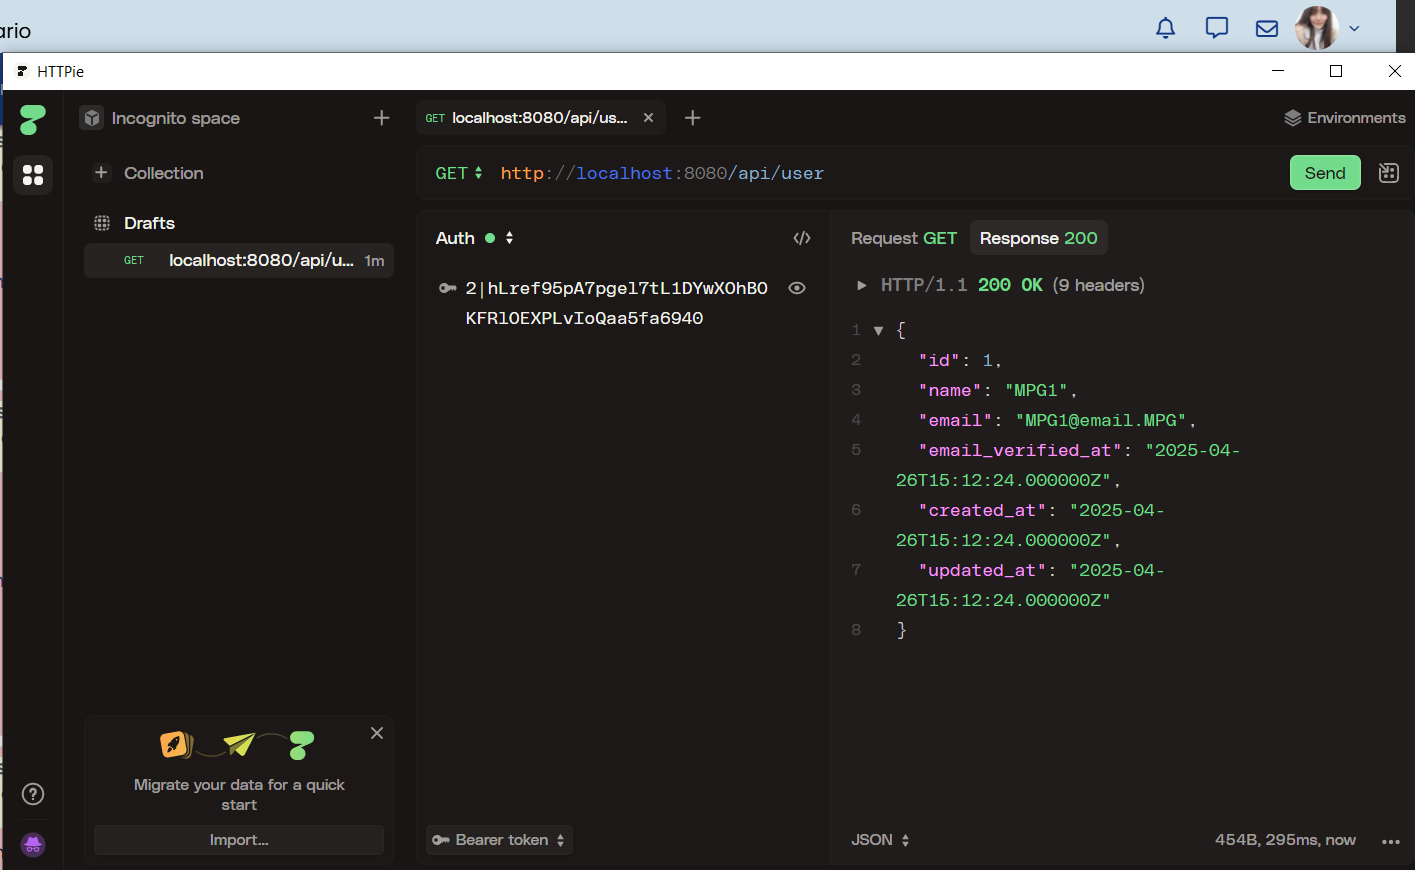 ario
HTTPie
Incognito space
GET localhost:8080/api/us...
Environments
Collection
GET http://localhost:8080/api/user
Send
Drafts
GET localhost:8080/api/u... 1m
Auth
Request GET
Response 200
2|hLref95pA7pgel7tL1DYwXOhBO
KFRlOEXPLvIoQaa5fa6940
HTTP/1.1 200 OK (9 headers)
1 {
2 "id": 1,
3 "name": "MPG1",
4 "email": "MPG1@email.MPG",
5 "email_verified_at": "2025-04-
26T15:12:24.000000Z",
6 "created_at": "2025-04-
26T15:12:24.000000Z",
7 "updated_at": "2025-04-
26T15:12:24.000000Z"
8 }
Migrate your data for a quick
start
Import...
Bearer token
JSON
454B, 295ms, now